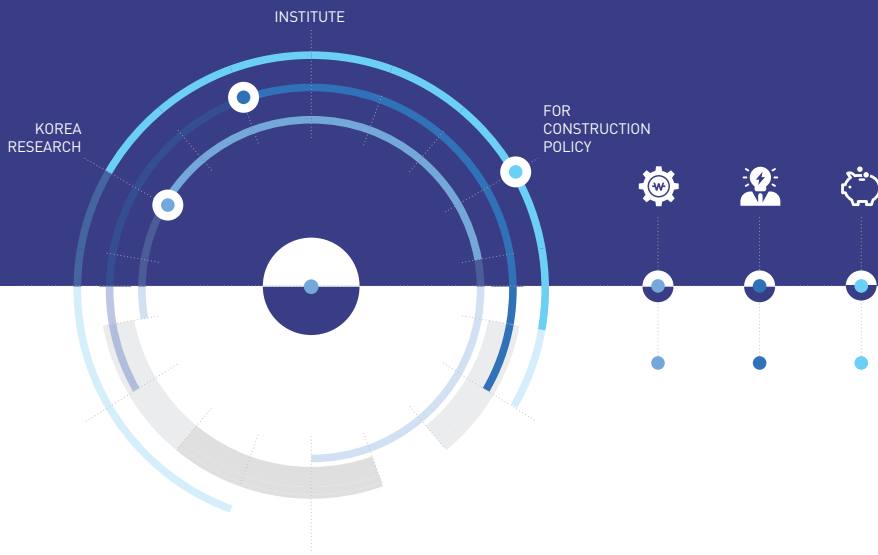 INSTITUTE
KOREA
RESEARCH
FOR
CONSTRUCTION
POLICY
₩